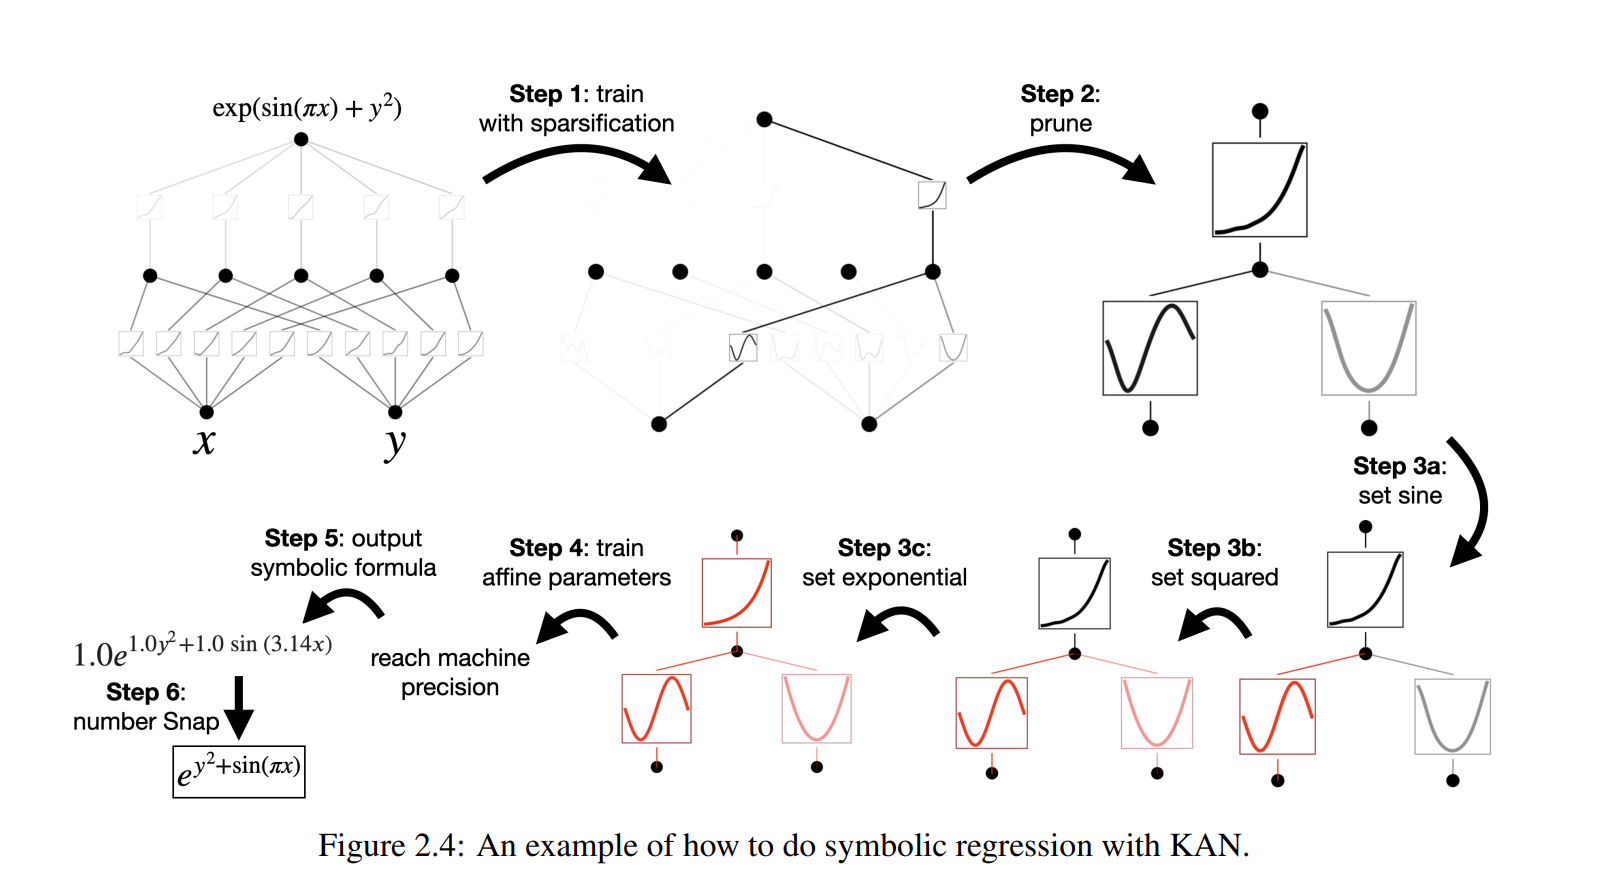 exp(sin(πx) + y²)
Step 1: train
with sparsification
Step 2:
prune
x
y
Step 3a:
set sine
Step 3b:
set squared
Step 3c:
set exponential
Step 4: train
affine parameters
reach machine
precision
Step 5: output
symbolic formula
1.0e^{1.0y²+1.0 sin (3.14x)}
Step 6:
number Snap
e^{y²+sin(πx)}
Figure 2.4: An example of how to do symbolic regression with KAN.